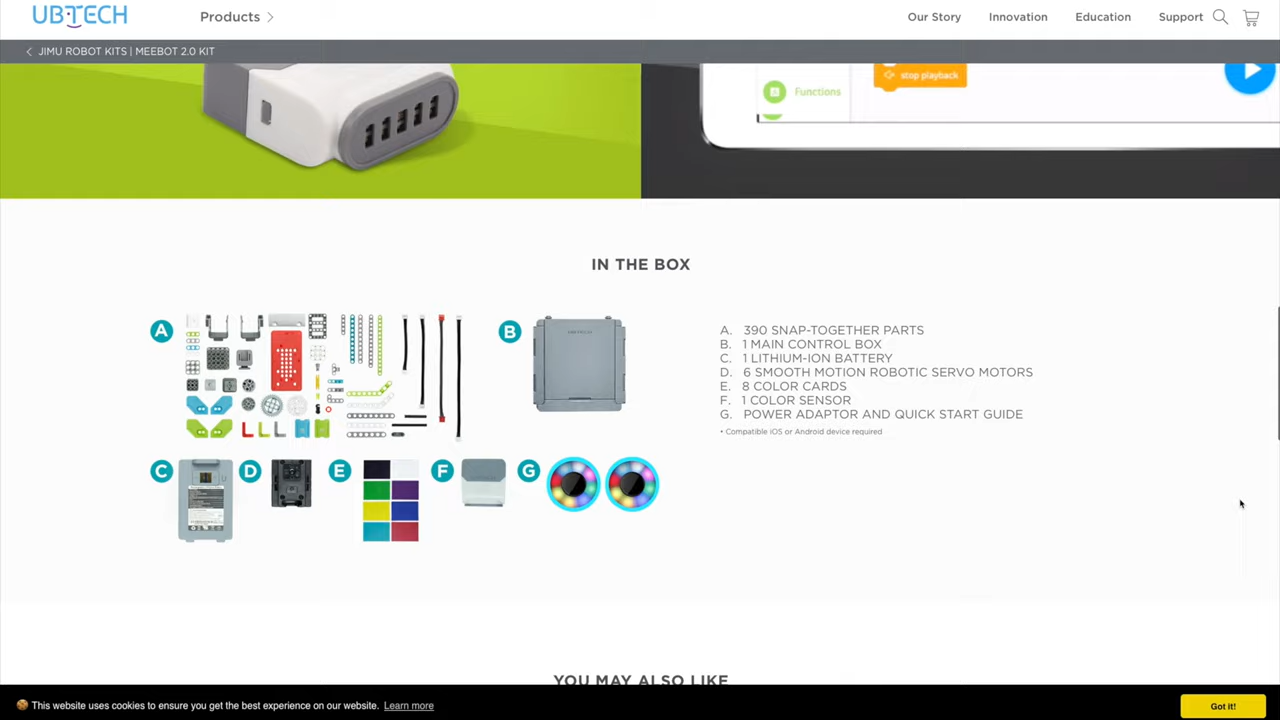 UBTECH
Products
Our Story
Innovation
Education
Support
JIMU ROBOT KITS | MEEBOT 2.0 KIT
stop playback
Functions
IN THE BOX
A
B
A. 390 SNAP-TOGETHER PARTS
B. 1 MAIN CONTROL BOX
C. 1 LITHIUM-ION BATTERY
D. 6 SMOOTH MOTION ROBOTIC SERVO MOTORS
E. 8 COLOR CARDS
F. 1 COLOR SENSOR
G. POWER ADAPTOR AND QUICK START GUIDE
• Compatible iOS or Android device required
C
D
E
F
G
YOU MAY ALSO LIKE
This website uses cookies to ensure you get the best experience on our website. Learn more
Got it!